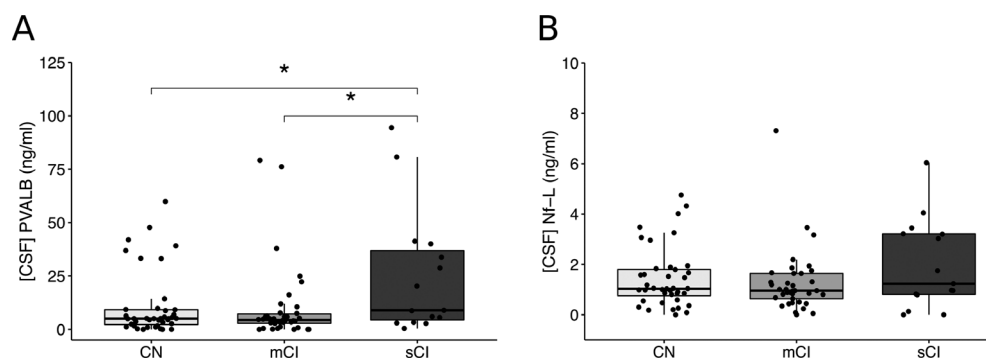 A
[CSF] PVALB (ng/ml)
125
100
75
50
25
0
*
*
CN
mCI
sCI
B
[CSF] Nf-L (ng/ml)
10
8
6
4
2
0
CN
mCI
sCI